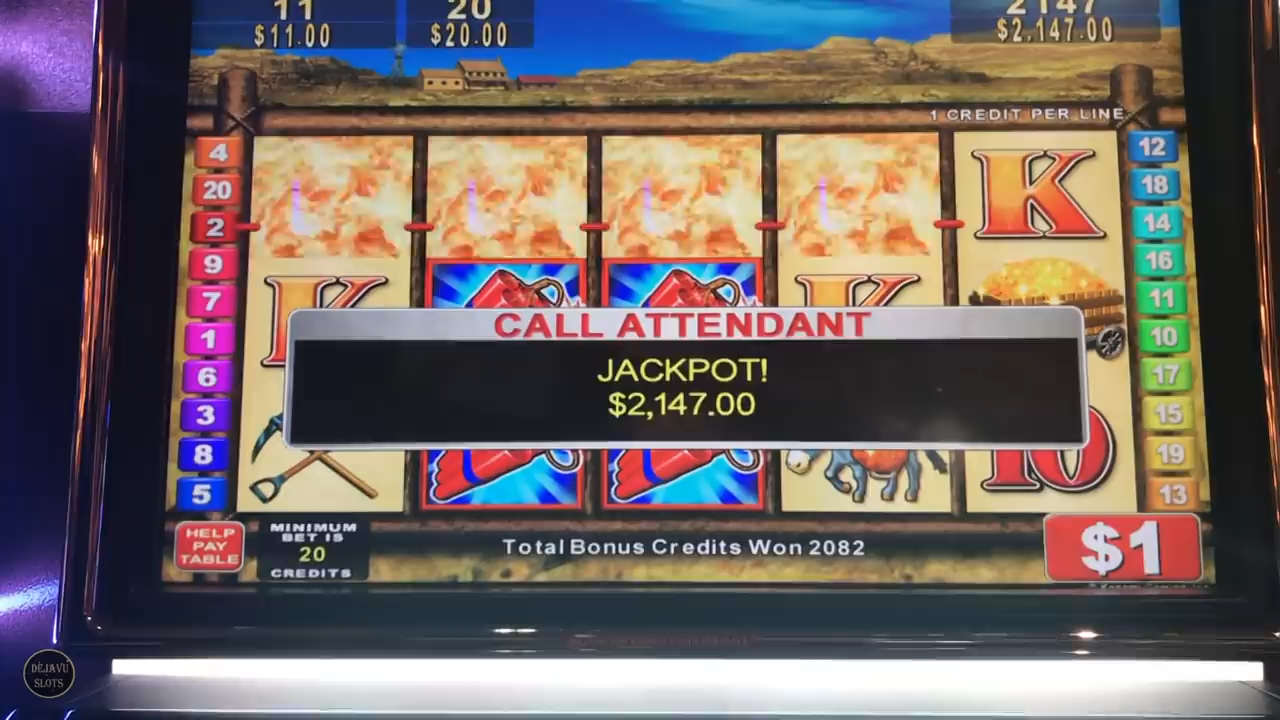 11
20
2147
$11.00
$20.00
$2,147.00
1 CREDIT PER LINE
4
20
2
9
7
1
6
3
8
5
K
K
K
10
12
18
14
16
11
10
17
15
19
13
CALL ATTENDANT
JACKPOT!
$2,147.00
HELP
PAY
TABLE
MINIMUM
BET IS
20
CREDITS
Total Bonus Credits Won 2082
$1
DEJAVU
SLOTS